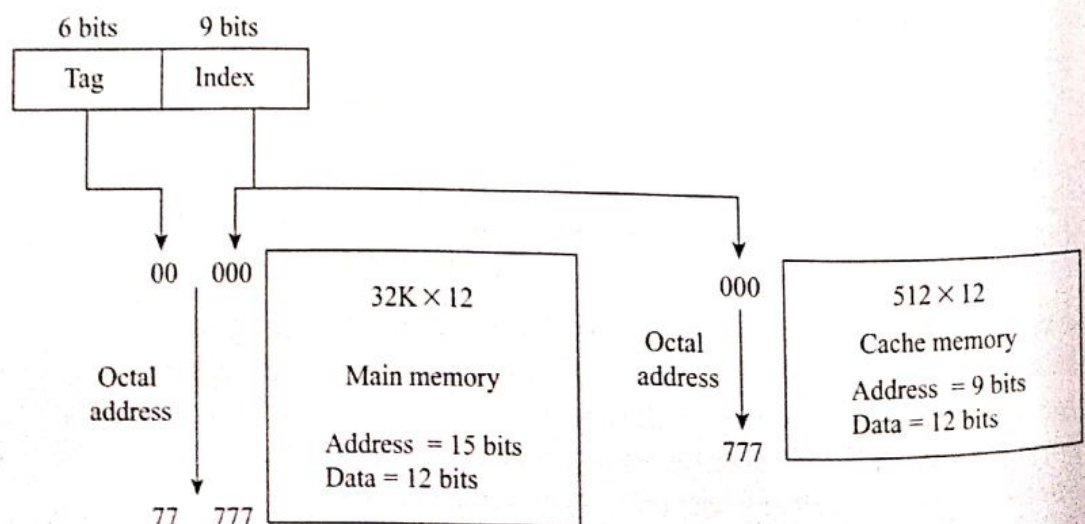 6 bits 9 bits
Tag Index
00 000
Octal address
77 777
32K × 12
Main memory
Address = 15 bits
Data = 12 bits
000
Octal address
777
512 × 12
Cache memory
Address = 9 bits
Data = 12 bits